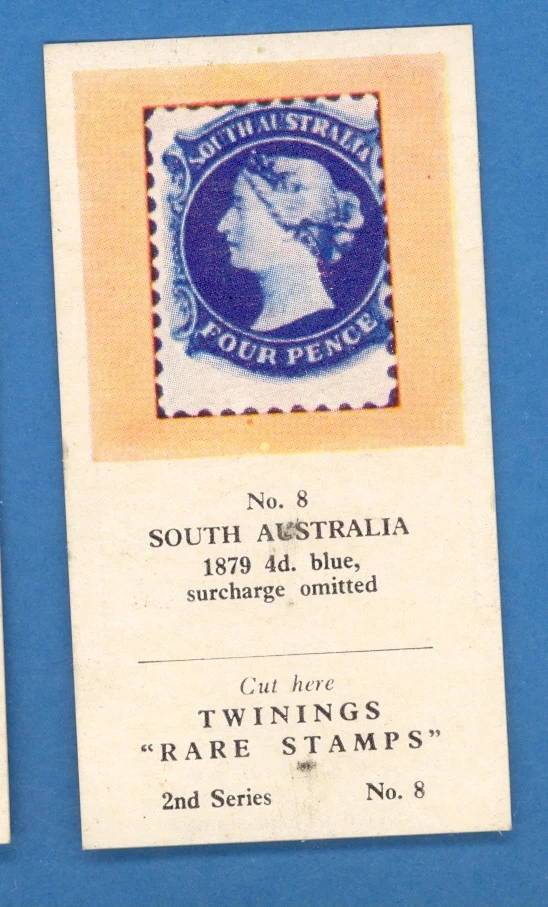 SOUTH AUSTRALIA
FOUR PENCE
No. 8
SOUTH AUSTRALIA
1879 4d. blue,
surcharge omitted
Cut here
TWININGS
“RARE STAMPS”
2nd Series No. 8